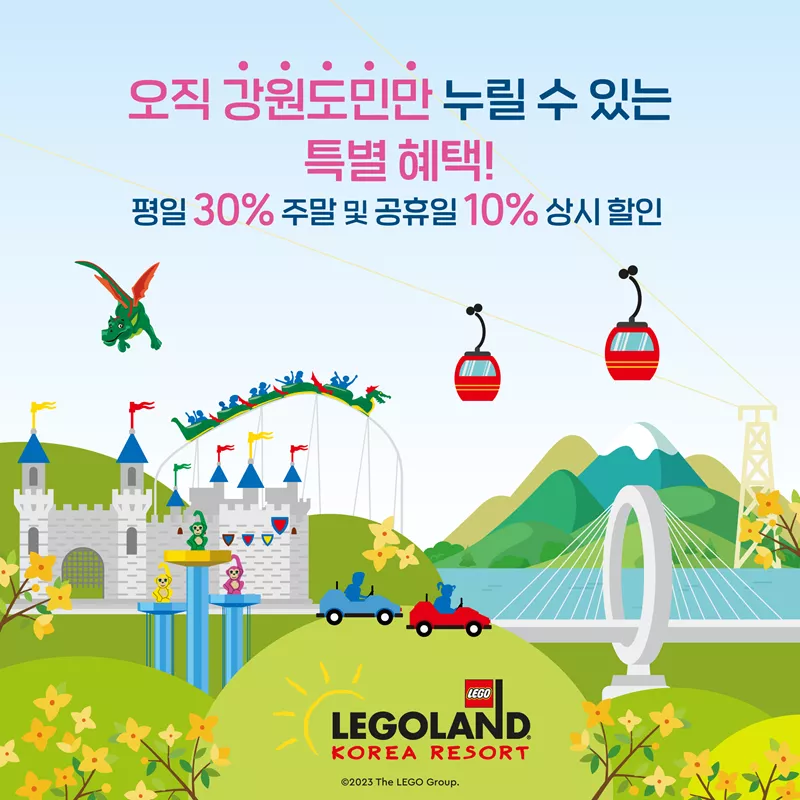 오직 강원도민만 누릴 수 있는
특별 혜택!
평일 30% 주말 및 공휴일 10% 상시 할인
LEGO
LEGOLAND®
KOREA RESORT
©2023 The LEGO Group.